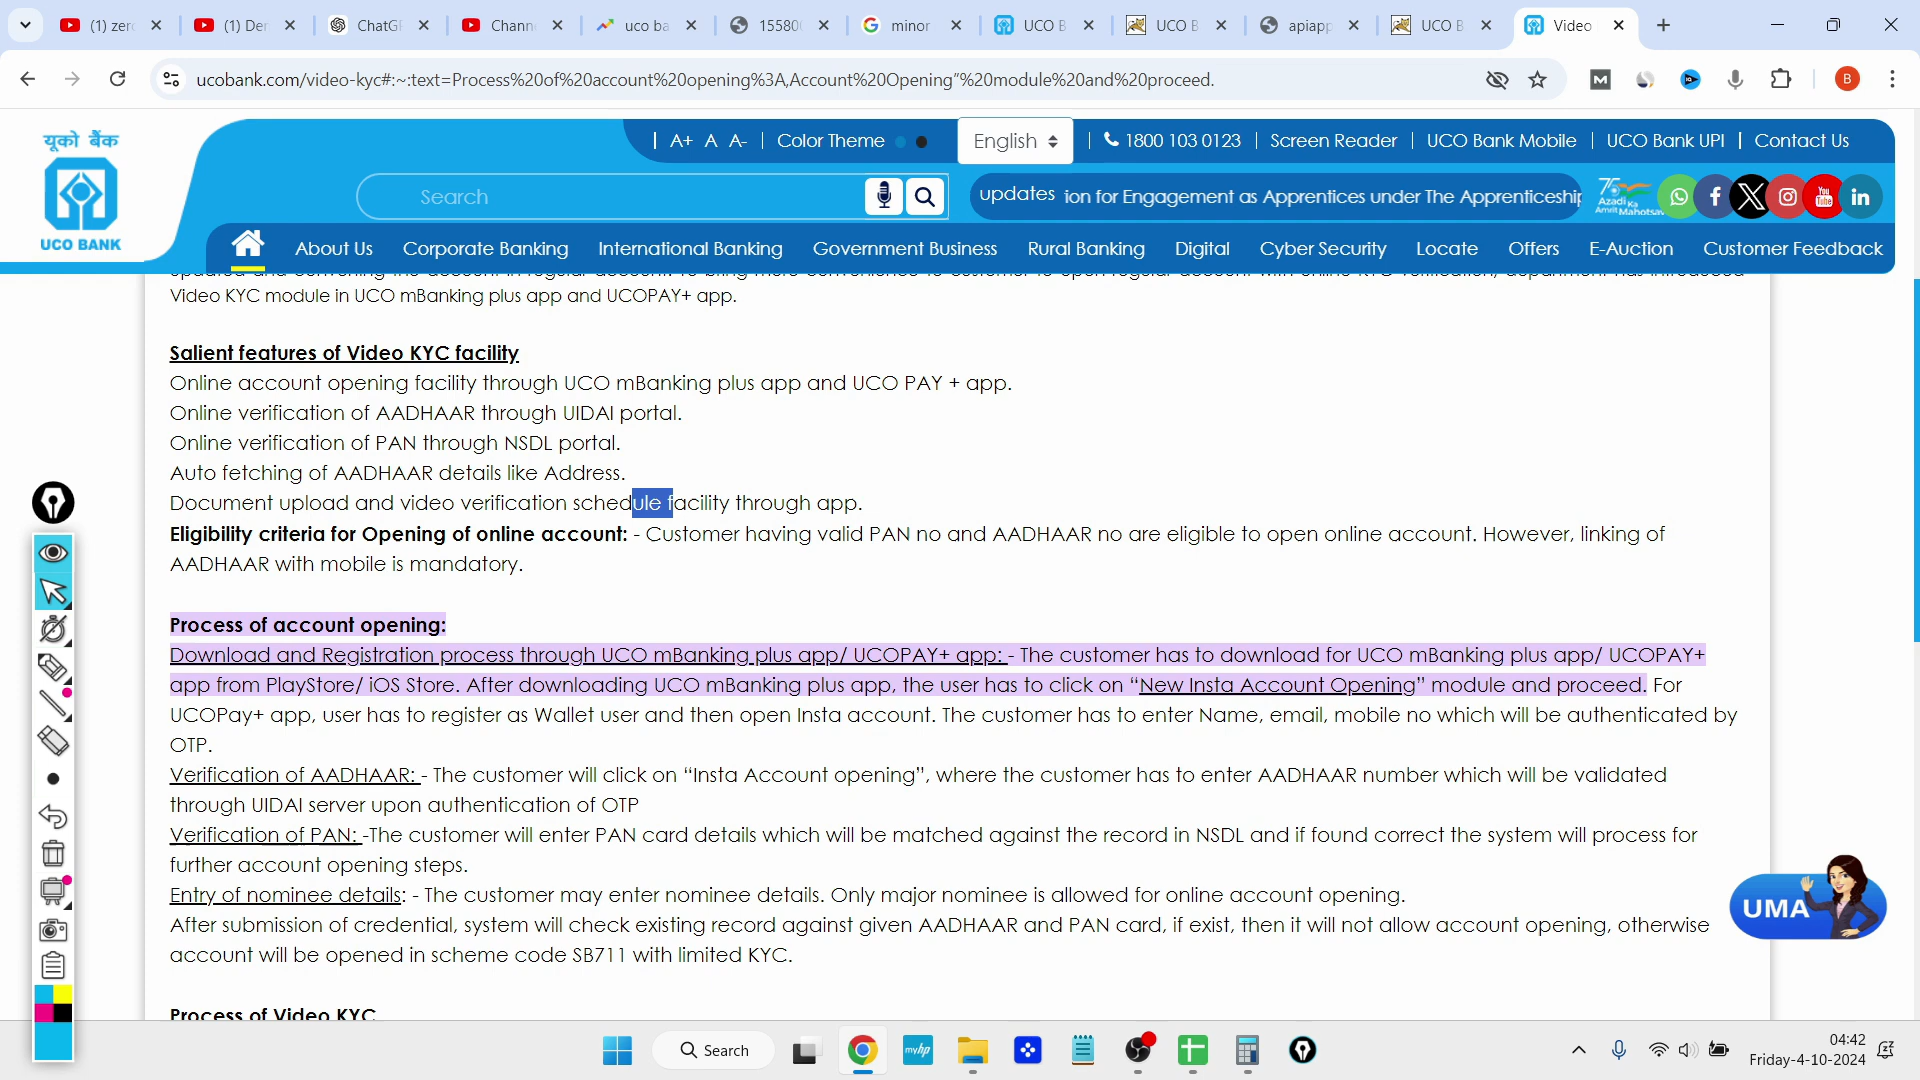 (1) zero
(1) Der
ChatG
Chann
uco ba
15580
minor
UCO B
UCO B
apiapp
UCO B
Video
ucobank.com/video-kyc#:~:text=Process%20of%20account%20opening%3A,Account%20Opening”%20module%20and%20proceed.
B
यूको बैंक
UCO BANK
A+ A A- Color Theme English 1800 103 0123 Screen Reader UCO Bank Mobile UCO Bank UPI Contact Us
Search
updates ion for Engagement as Apprentices under The Apprenticeship
75 Azadi Ka Amrit Mahotsav
About Us Corporate Banking International Banking Government Business Rural Banking Digital Cyber Security Locate Offers E-Auction Customer Feedback
Video KYC module in UCO mBanking plus app and UCOPAY+ app.
Salient features of Video KYC facility
Online account opening facility through UCO mBanking plus app and UCO PAY + app.
Online verification of AADHAAR through UIDAI portal.
Online verification of PAN through NSDL portal.
Auto fetching of AADHAAR details like Address.
Document upload and video verification schedule facility through app.
Eligibility criteria for Opening of online account: - Customer having valid PAN no and AADHAAR no are eligible to open online account. However, linking of
AADHAAR with mobile is mandatory.
Process of account opening:
Download and Registration process through UCO mBanking plus app/ UCOPAY+ app: - The customer has to download for UCO mBanking plus app/ UCOPAY+
app from PlayStore/ iOS Store. After downloading UCO mBanking plus app, the user has to click on “New Insta Account Opening” module and proceed. For
UCOPay+ app, user has to register as Wallet user and then open Insta account. The customer has to enter Name, email, mobile no which will be authenticated by
OTP.
Verification of AADHAAR: - The customer will click on “Insta Account opening”, where the customer has to enter AADHAAR number which will be validated
through UIDAI server upon authentication of OTP
Verification of PAN: -The customer will enter PAN card details which will be matched against the record in NSDL and if found correct the system will process for
further account opening steps.
Entry of nominee details: - The customer may enter nominee details. Only major nominee is allowed for online account opening.
After submission of credential, system will check existing record against given AADHAAR and PAN card, if exist, then it will not allow account opening, otherwise
account will be opened in scheme code SB711 with limited KYC.
Process of Video KYC
UMA
Search
myhp
04:42
Friday-4-10-2024